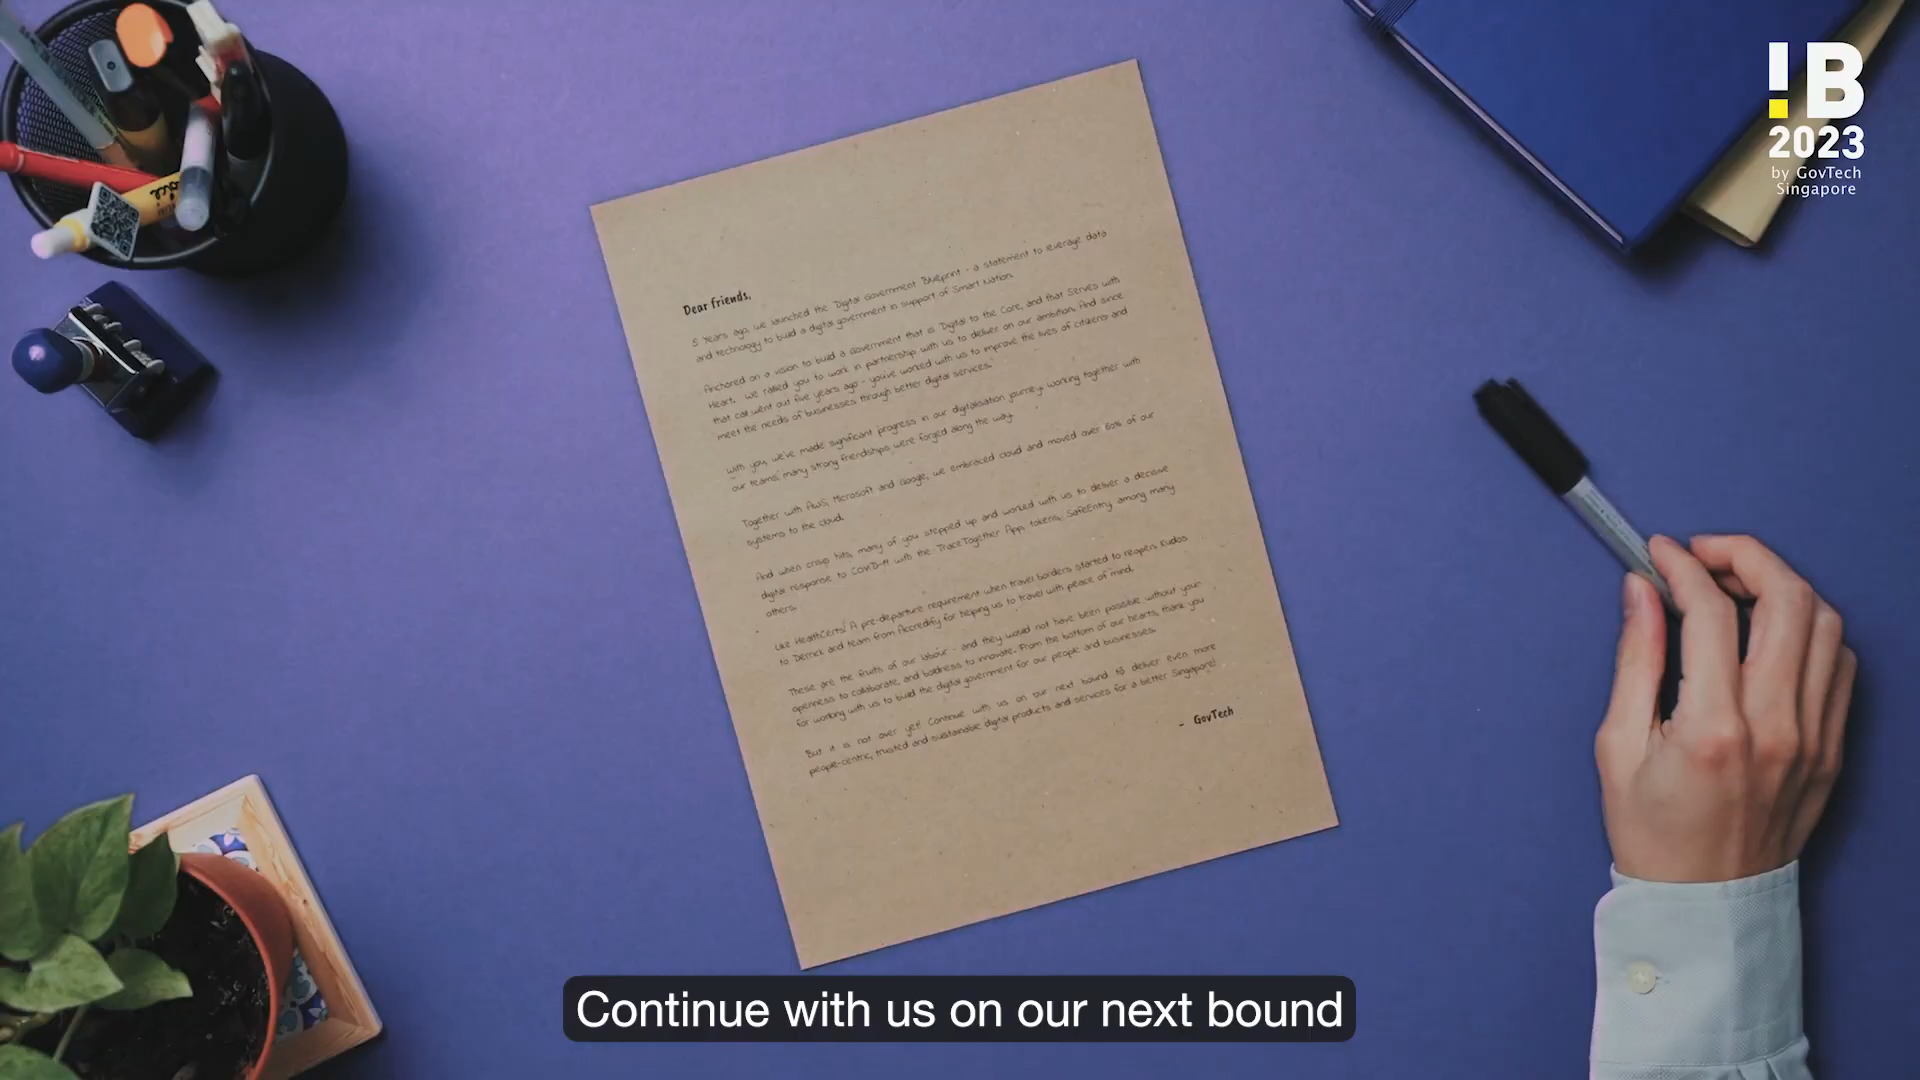 !B
2023
by GovTech
Singapore
Dear friends,
5 Years ago, we launched the Digital Government Blueprint - a statement to leverage data
and technology to build a digital government in support of Smart Nation.
Anchored on a vision to build a Government that is Digital to the Core, and that Serves with
Heart. We rallied you to work in partnership with us to deliver on our ambition. And since
that call went out five years ago - you've worked with us to improve the lives of citizens and
meet the needs of businesses through better digital services.
With you, we've made significant progress in our digitalisation journey. Working together with
our teams, many strong friendships were forged along the way.
Together with AWS, Microsoft and Google, we embraced cloud and moved over 60% of our
systems to the cloud.
And when crisis hits, many of you stepped up and worked with us to deliver a decisive
digital response to COVID-19 with the TraceTogether App, tokens, SafeEntry among many
others.
Like HealthCerts! A pre-departure requirement when travel borders started to reopen. Kudos
to Derrick and team from Accredify for helping us to travel with peace of mind.
These are the fruits of our labour - and they would not have been possible without your
openness to collaborate, and boldness to innovate. From the bottom of our hearts, thank you
for working with us to build the digital government for our people and businesses.
But it is not over yet! Continue with us on our next bound to deliver even more
people-centric, trusted and sustainable digital products and services for a better Singapore!
- GovTech
Continue with us on our next bound